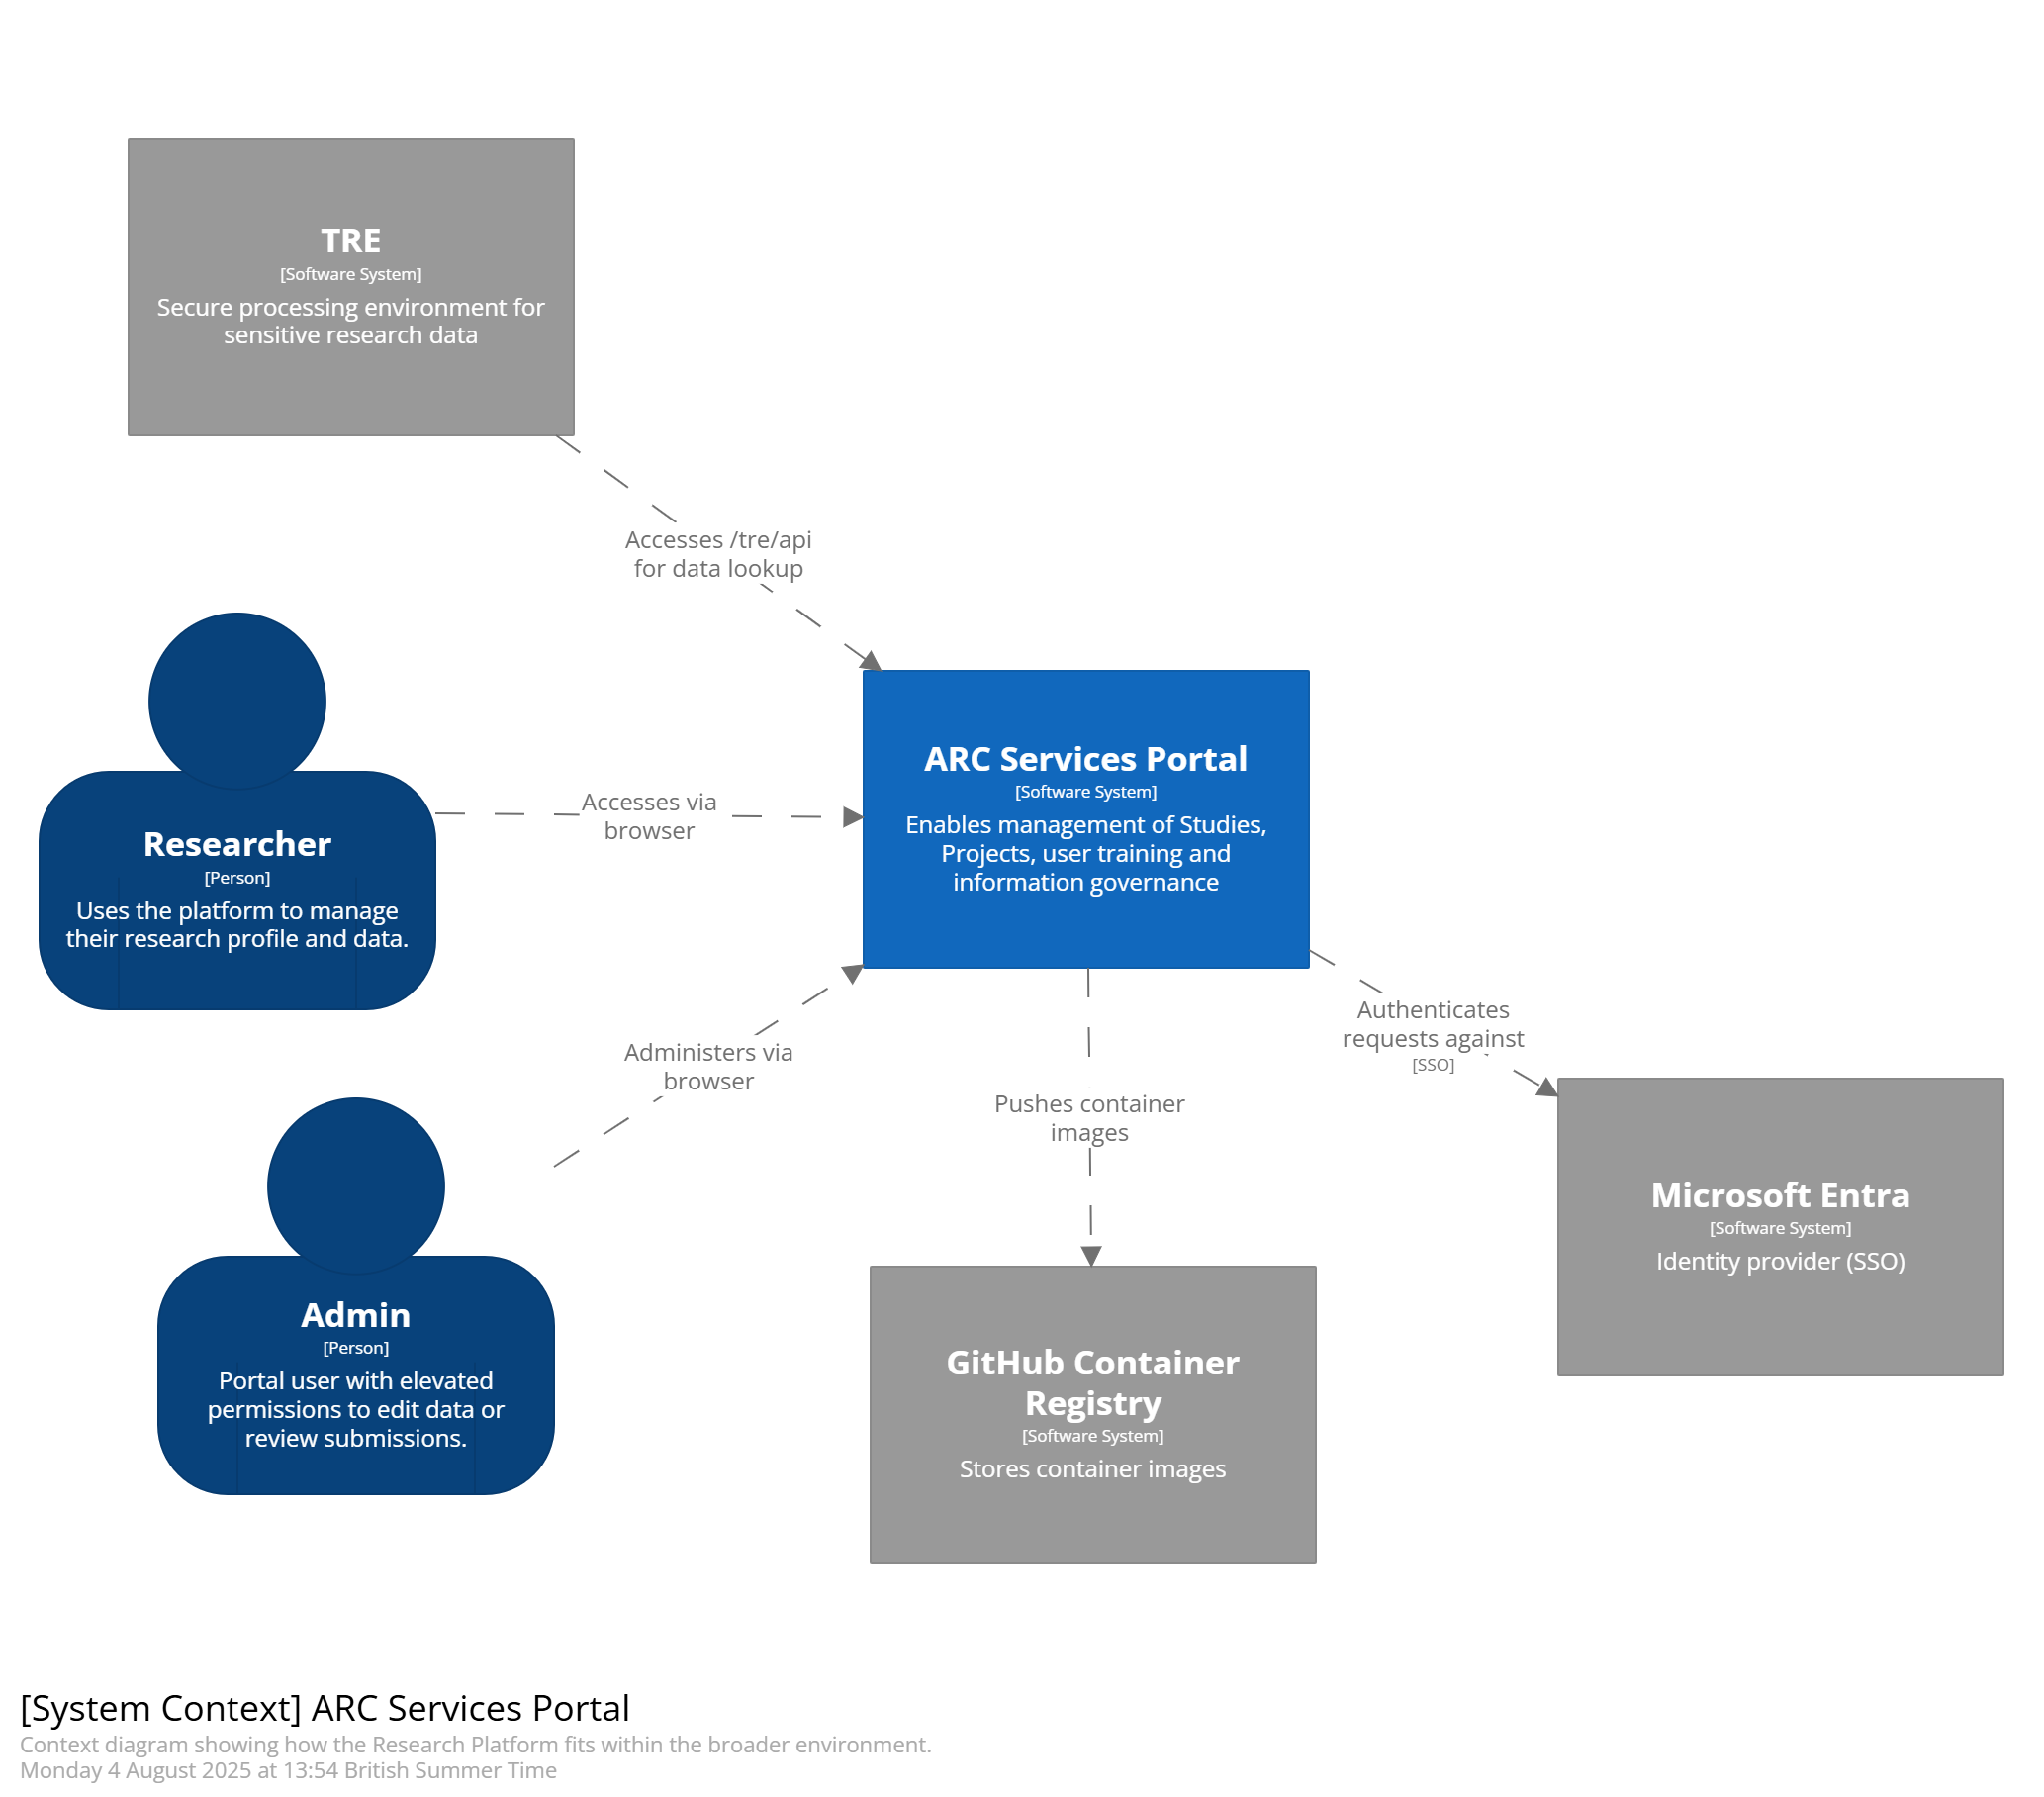 TRE
[Software System]
Secure processing environment for
sensitive research data
Accesses /tre/api
for data lookup
ARC Services Portal
[Software System]
Enables management of Studies,
Projects, user training and
information governance
Accesses via
browser
Researcher
[Person]
Uses the platform to manage
their research profile and data.
Administers via
browser
Authenticates
requests against
[SSO]
Pushes container
images
Microsoft Entra
[Software System]
Identity provider (SSO)
Admin
[Person]
Portal user with elevated
permissions to edit data or
review submissions.
GitHub Container
Registry
[Software System]
Stores container images
[System Context] ARC Services Portal
Context diagram showing how the Research Platform fits within the broader environment.
Monday 4 August 2025 at 13:54 British Summer Time